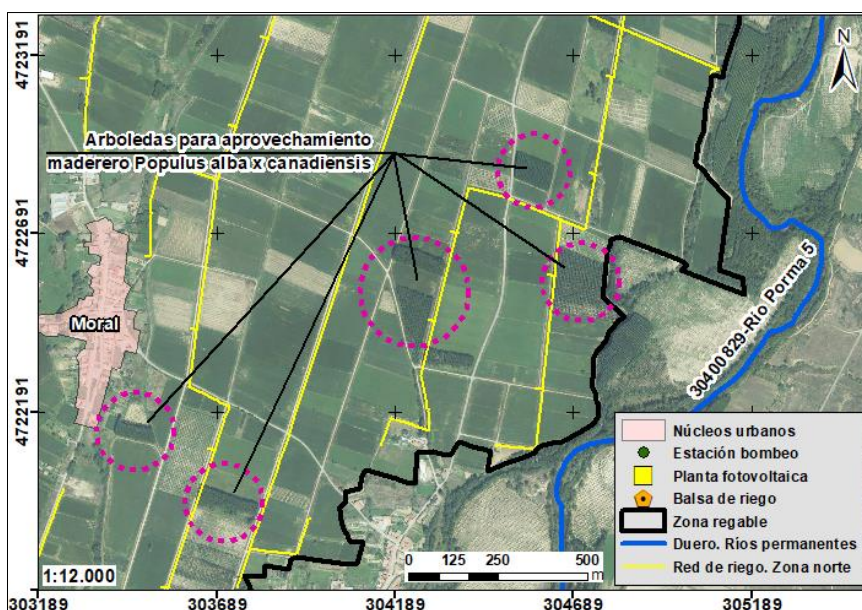 4723191
N
Arboledas para aprovechamiento
maderero Populus alba x canadiensis
4722691
Moral
30400829-Río Porma 5
4722191
Núcleos urbanos
Estación bombeo
Planta fotovoltaica
Balsa de riego
Zona regable
Duero. Ríos permanentes
Red de riego. Zona norte
1:12.000
0 125 250 500
m
303189 303689 304189 304689 305189